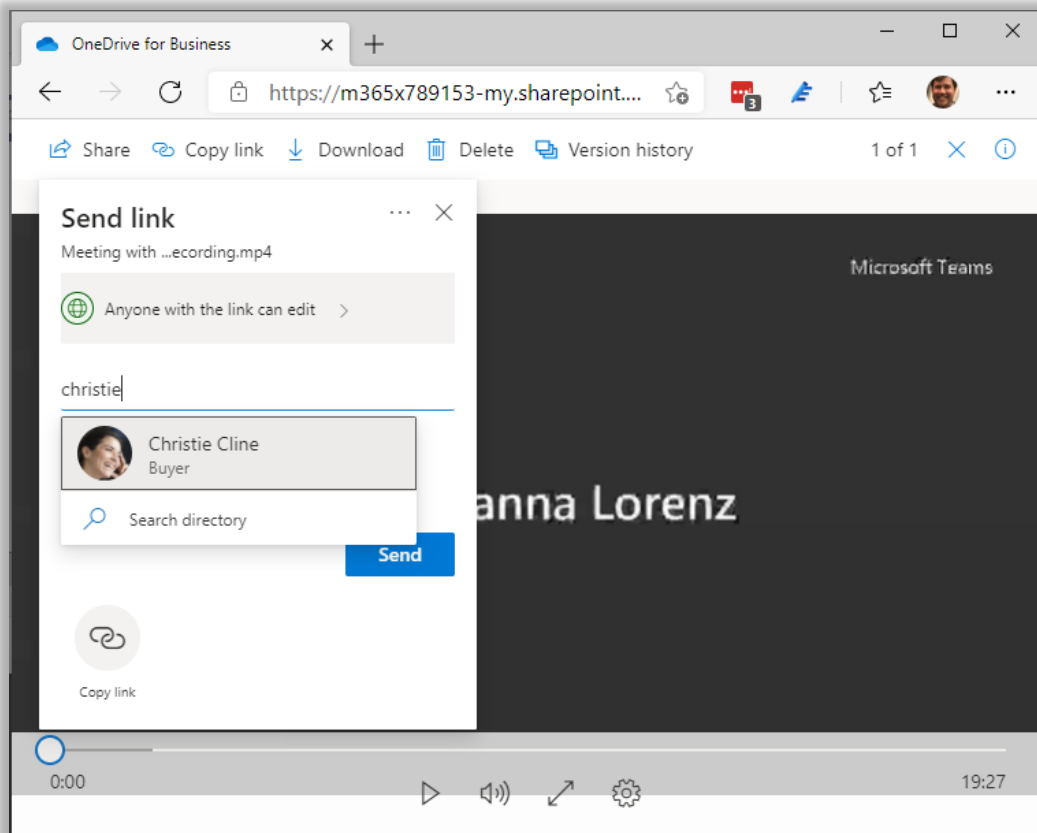 OneDrive for Business
https://m365x789153-my.sharepoint....
3
Share Copy link Download Delete Version history 1 of 1
Send link
Meeting with ...ecording.mp4
Microsoft Teams
Anyone with the link can edit
christie
Christie Cline
Buyer
Search directory
anna Lorenz
Send
Copy link
0:00 19:27